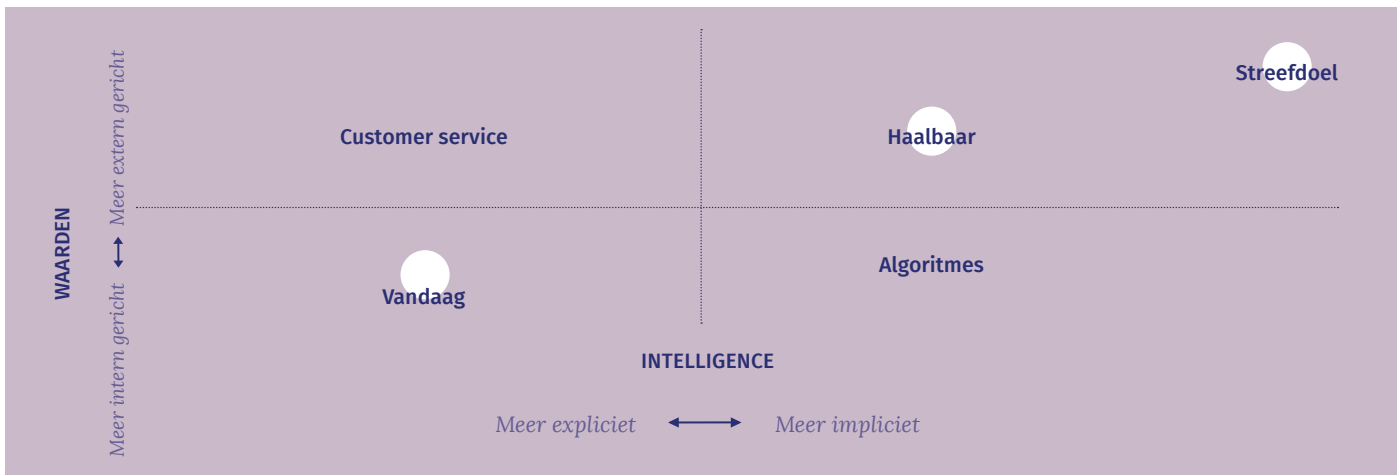 Streefdoel
Customer service
Haalbaar
WAARDEN
Meer intern gericht
Meer extern gericht
Algoritmes
Vandaag
INTELLIGENCE
Meer expliciet
Meer impliciet